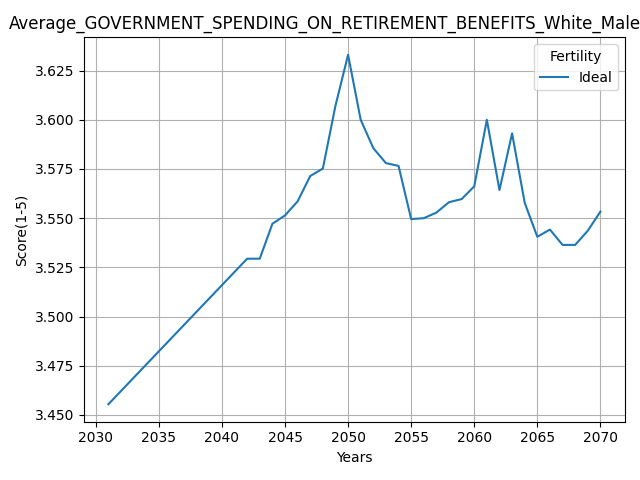 Average_GOVERNMENT_SPENDING_ON_RETIREMENT_BENEFITS_White_Male
Fertility
Ideal
Score(1-5)
3.625
3.600
3.575
3.550
3.525
3.500
3.475
3.450
2030 2035 2040 2045 2050 2055 2060 2065 2070
Years